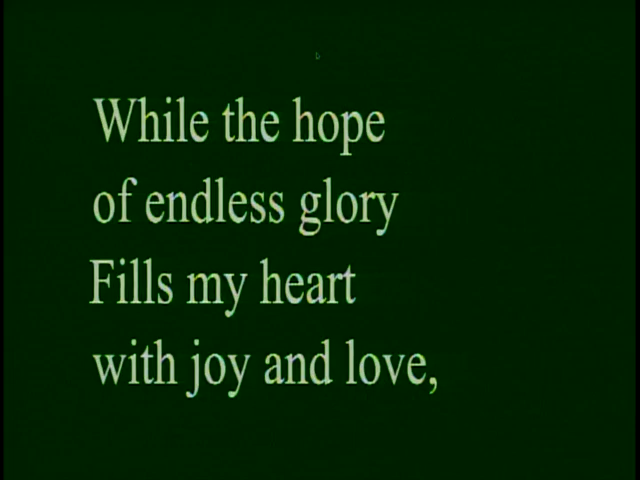 While the hope
of endless glory
Fills my heart
with joy and love,